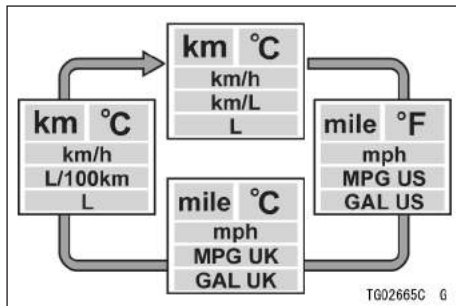 km °C
km/h
km/L
L
mile °F
mph
MPG US
GAL US
mile °C
mph
MPG UK
GAL UK
km °C
km/h
L/100km
L
TG02665C G